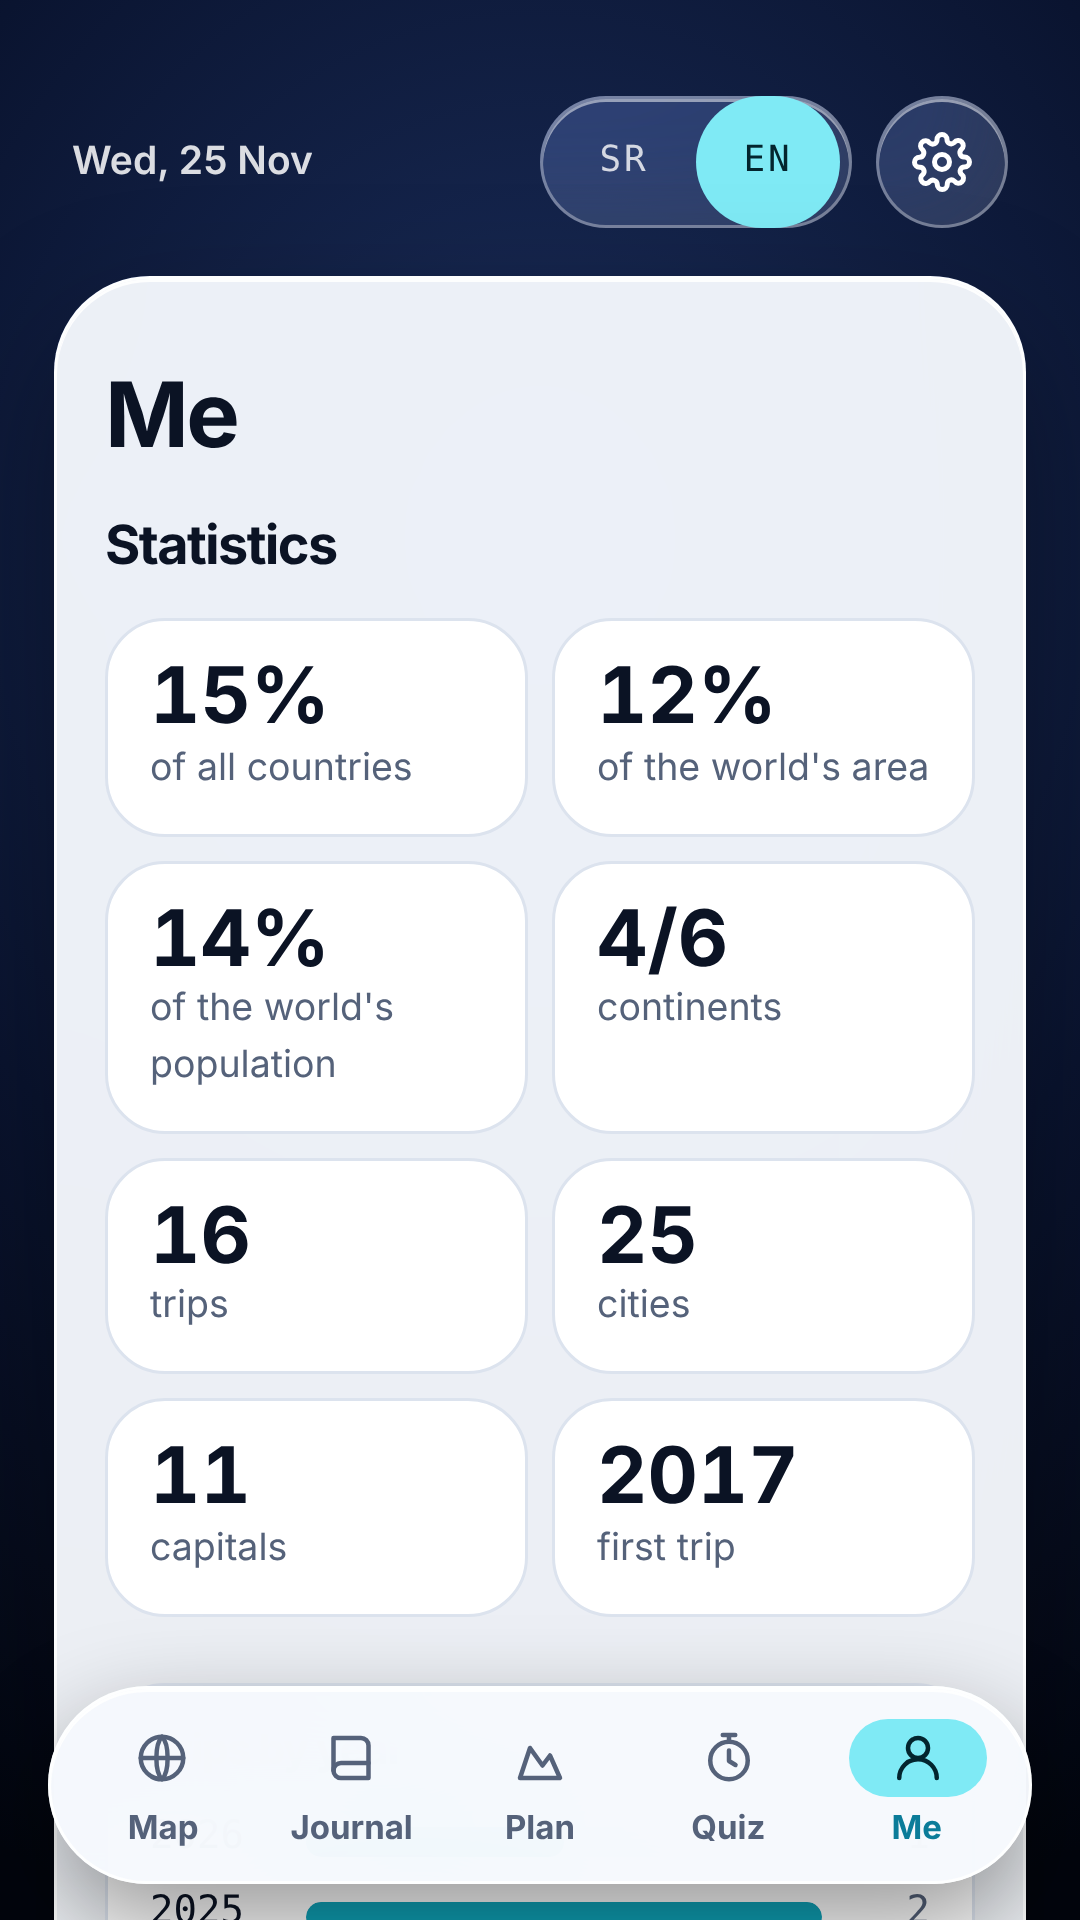 Wed, 25 Nov
SR
EN
Me
Statistics
15%
of all countries
12%
of the world's area
14%
of the world's
population
4/6
continents
16
trips
25
cities
11
capitals
2017
first trip
Map
Journal
Plan
Quiz
Me
2025
2